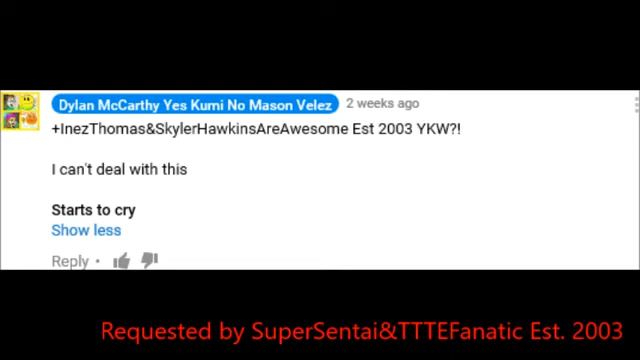 Dylan McCarthy Yes Kumi No Mason Velez 2 weeks ago
+InezThomas&SkylerHawkinsAreAwesome Est 2003 YKW?!
I can't deal with this
Starts to cry
Show less
Reply •
Requested by SuperSentai&TTTEFanatic Est. 2003